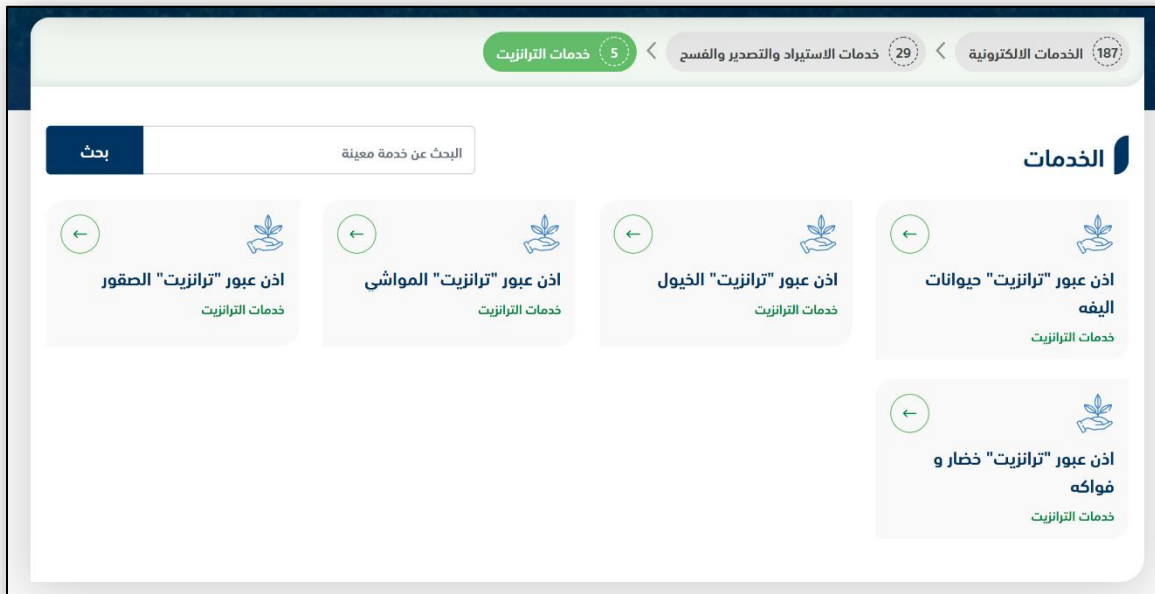 187 الخدمات الالكترونية
29 خدمات الاستيراد والتصدير والفسح
5 خدمات الترانزيت
الخدمات
البحث عن خدمة معينة
بحث
اذن عبور "ترانزيت" حيوانات
اليفه
خدمات الترانزيت
اذن عبور "ترانزيت" الخيول
خدمات الترانزيت
اذن عبور "ترانزيت" المواشي
خدمات الترانزيت
اذن عبور "ترانزيت" الصقور
خدمات الترانزيت
اذن عبور "ترانزيت" خضار و
فواكه
خدمات الترانزيت